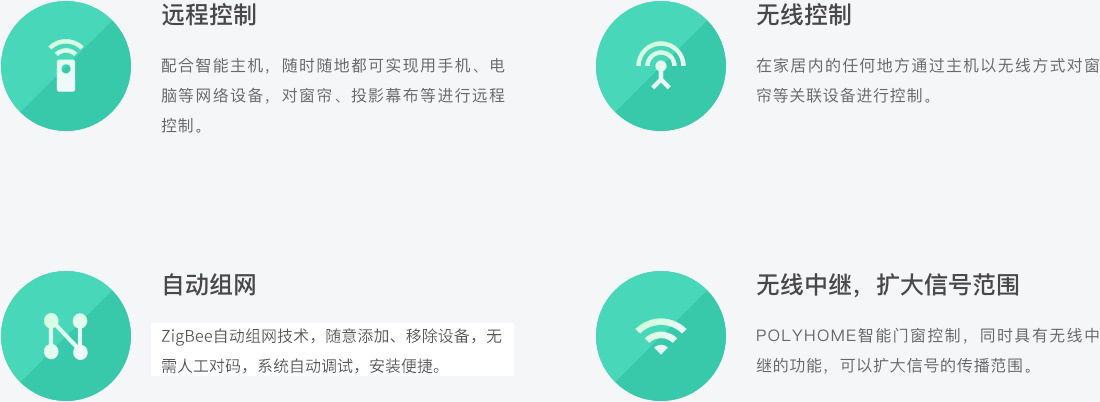 远程控制
配合智能主机，随时随地都可实现用手机、电
脑等网络设备，对窗帘、投影幕布等进行远程
控制。
无线控制
在家居内的任何地方通过主机以无线方式对窗
帘等关联设备进行控制。
自动组网
ZigBee自动组网技术，随意添加、移除设备，无
需人工对码，系统自动调试，安装便捷。
无线中继，扩大信号范围
POLYHOME智能门窗控制，同时具有无线中
继的功能，可以扩大信号的传播范围。